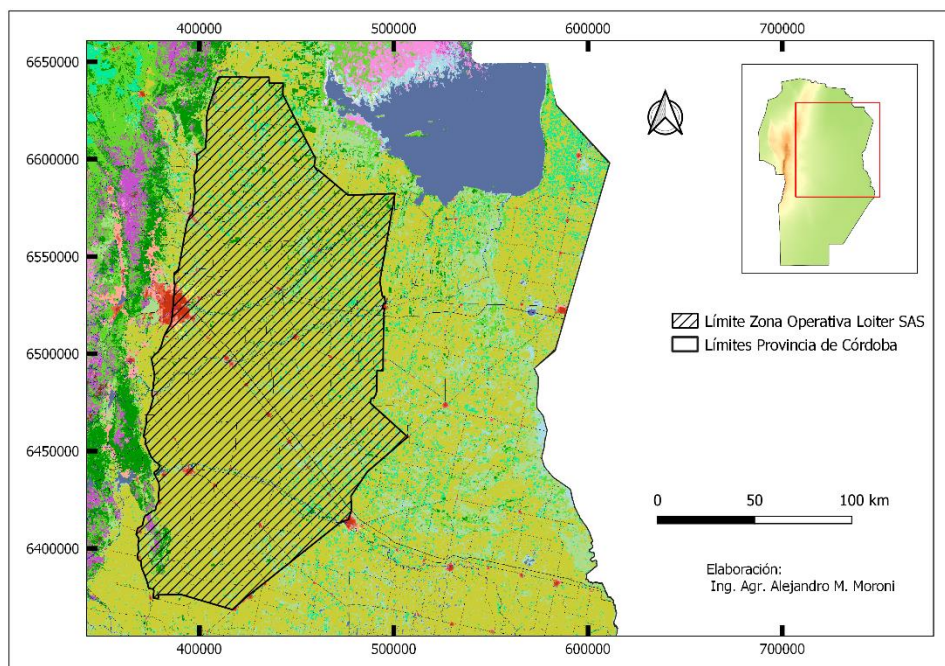 400000 500000 600000 700000
6650000
6600000
6550000
6500000
6450000
6400000
Límite Zona Operativa Loiter SAS
Límites Provincia de Córdoba
0 50 100 km
Elaboración:
Ing. Agr. Alejandro M. Moroni
400000 500000 600000 700000